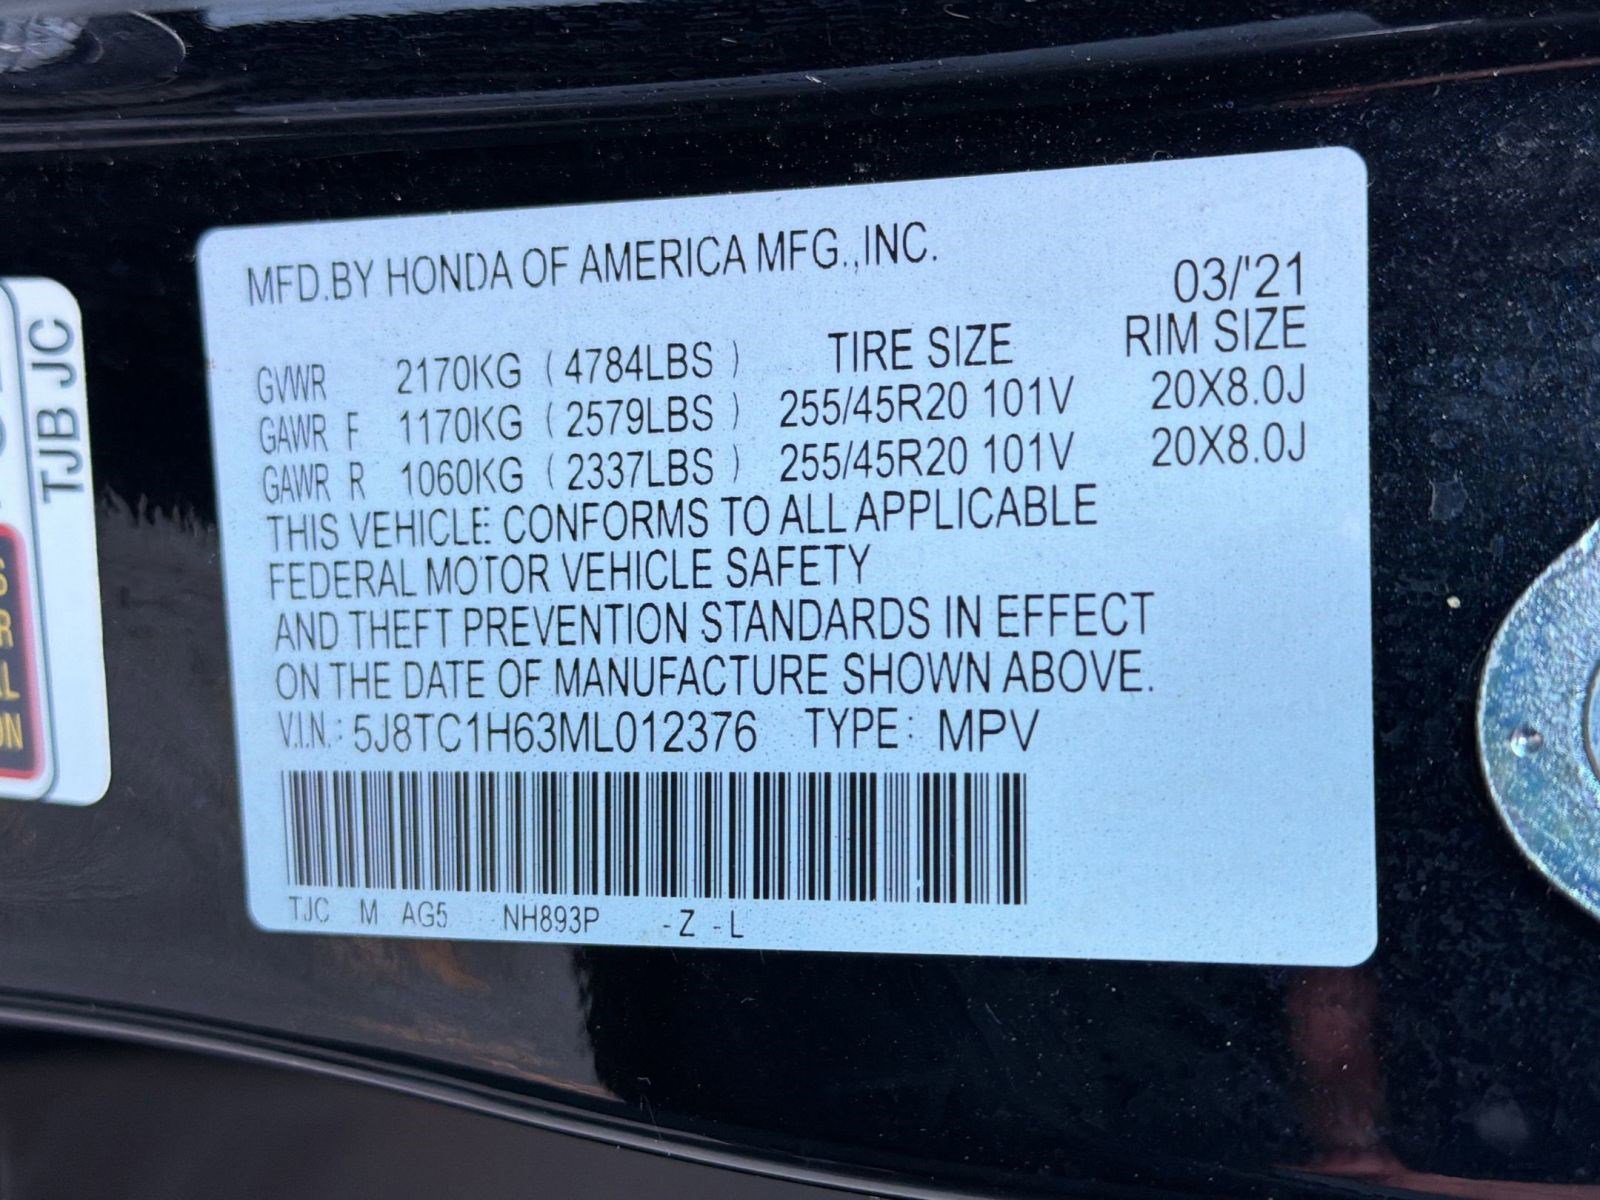 MFD.BY HONDA OF AMERICA MFG.,INC.
03/'21
GVWR 2170KG ( 4784LBS ) TIRE SIZE RIM SIZE
GAWR F 1170KG ( 2579LBS ) 255/45R20 101V 20X8.0J
GAWR R 1060KG ( 2337LBS ) 255/45R20 101V 20X8.0J
THIS VEHICLE CONFORMS TO ALL APPLICABLE
FEDERAL MOTOR VEHICLE SAFETY
AND THEFT PREVENTION STANDARDS IN EFFECT
ON THE DATE OF MANUFACTURE SHOWN ABOVE.
V.I.N.: 5J8TC1H63ML012376 TYPE: MPV
TJC M AG5 NH893P -Z -L
TJB JC